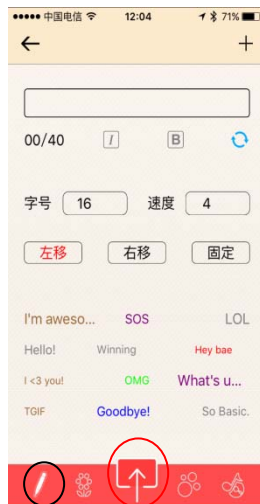 中国电信 12:04 71%
00/40 I B
字号 16 速度 4
左移 右移 固定
I'm aweso... SOS LOL
Hello! Winning Hey bae
I <3 you! OMG What's u...
TGIF Goodbye! So Basic.